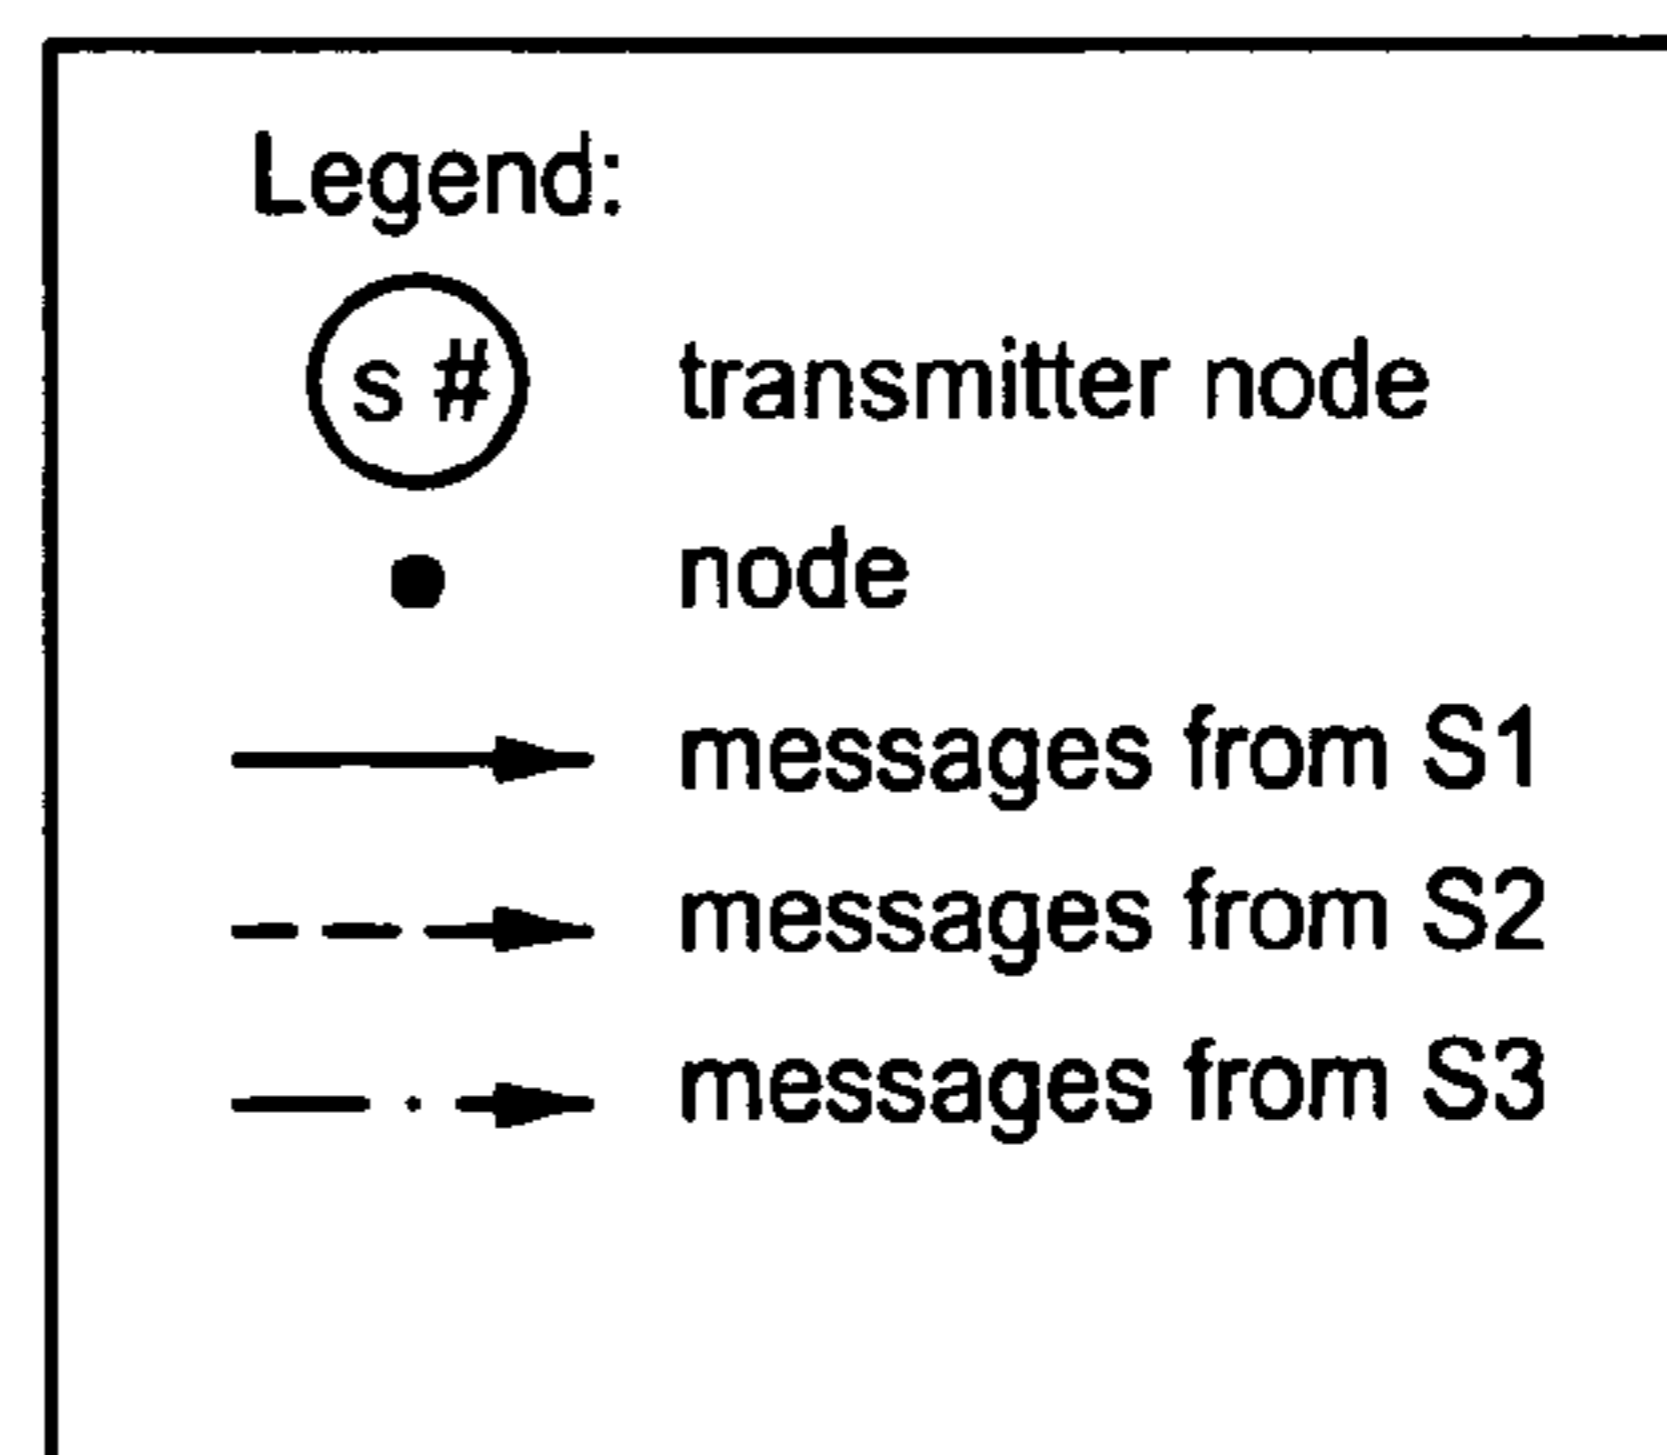 Legend:
s # transmitter node
node
messages from S1
messages from S2
messages from S3